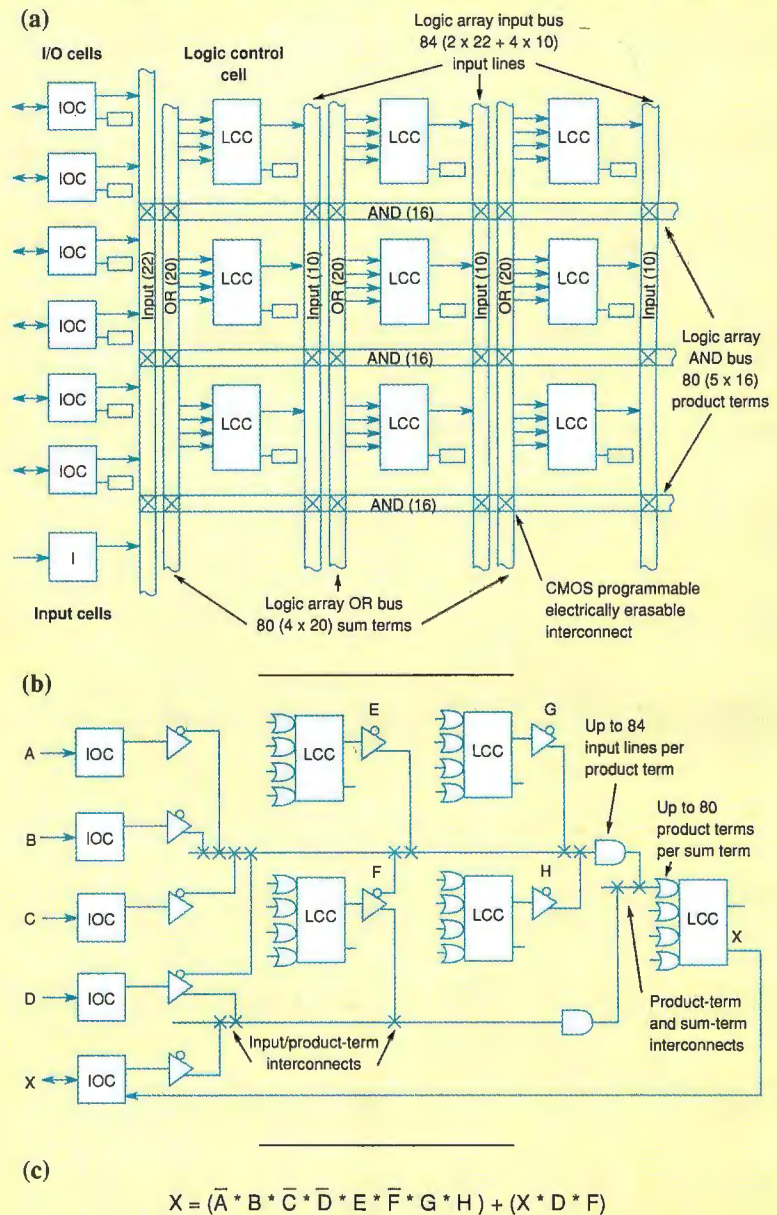 (a)
Logic array input bus
84 (2 x 22 + 4 x 10)
input lines
I/O cells
Logic control
cell
IOC
IOC
IOC
IOC
IOC
IOC
I
Input cells
LCC
LCC
LCC
AND (16)
Input (22)
OR (20)
LCC
Input (10)
OR (20)
LCC
Input (10)
OR (20)
LCC
Input (10)
AND (16)
LCC
LCC
LCC
AND (16)
Logic array
AND bus
80 (5 x 16)
product terms
Logic array OR bus
80 (4 x 20) sum terms
CMOS programmable
electrically erasable
interconnect
(b)
A
IOC
B
IOC
C
IOC
D
IOC
X
IOC
E
LCC
G
LCC
F
LCC
H
LCC
Up to 84
input lines per
product term
Up to 80
product terms
per sum term
LCC
X
Input/product-term
interconnects
Product-term
and sum-term
interconnects
(c)
X = (A̅ * B * C̅ * D̅ * E * F̅ * G * H ) + (X * D * F)